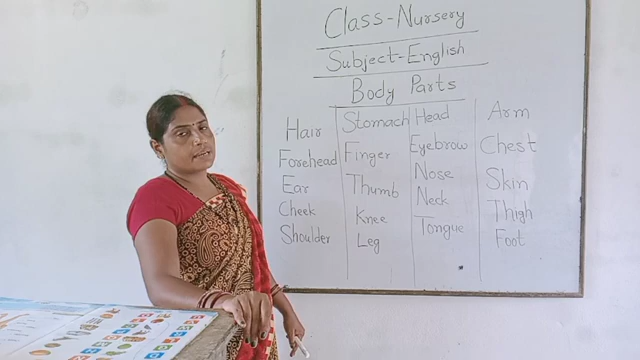 Class-Nursery
Subject-English
Body Parts
Hair Stomach Head Arm
Forehead Finger Eyebrow Chest
Ear Thumb Nose Skin
Cheek Knee Neck Thigh
Shoulder Leg Tongue Foot